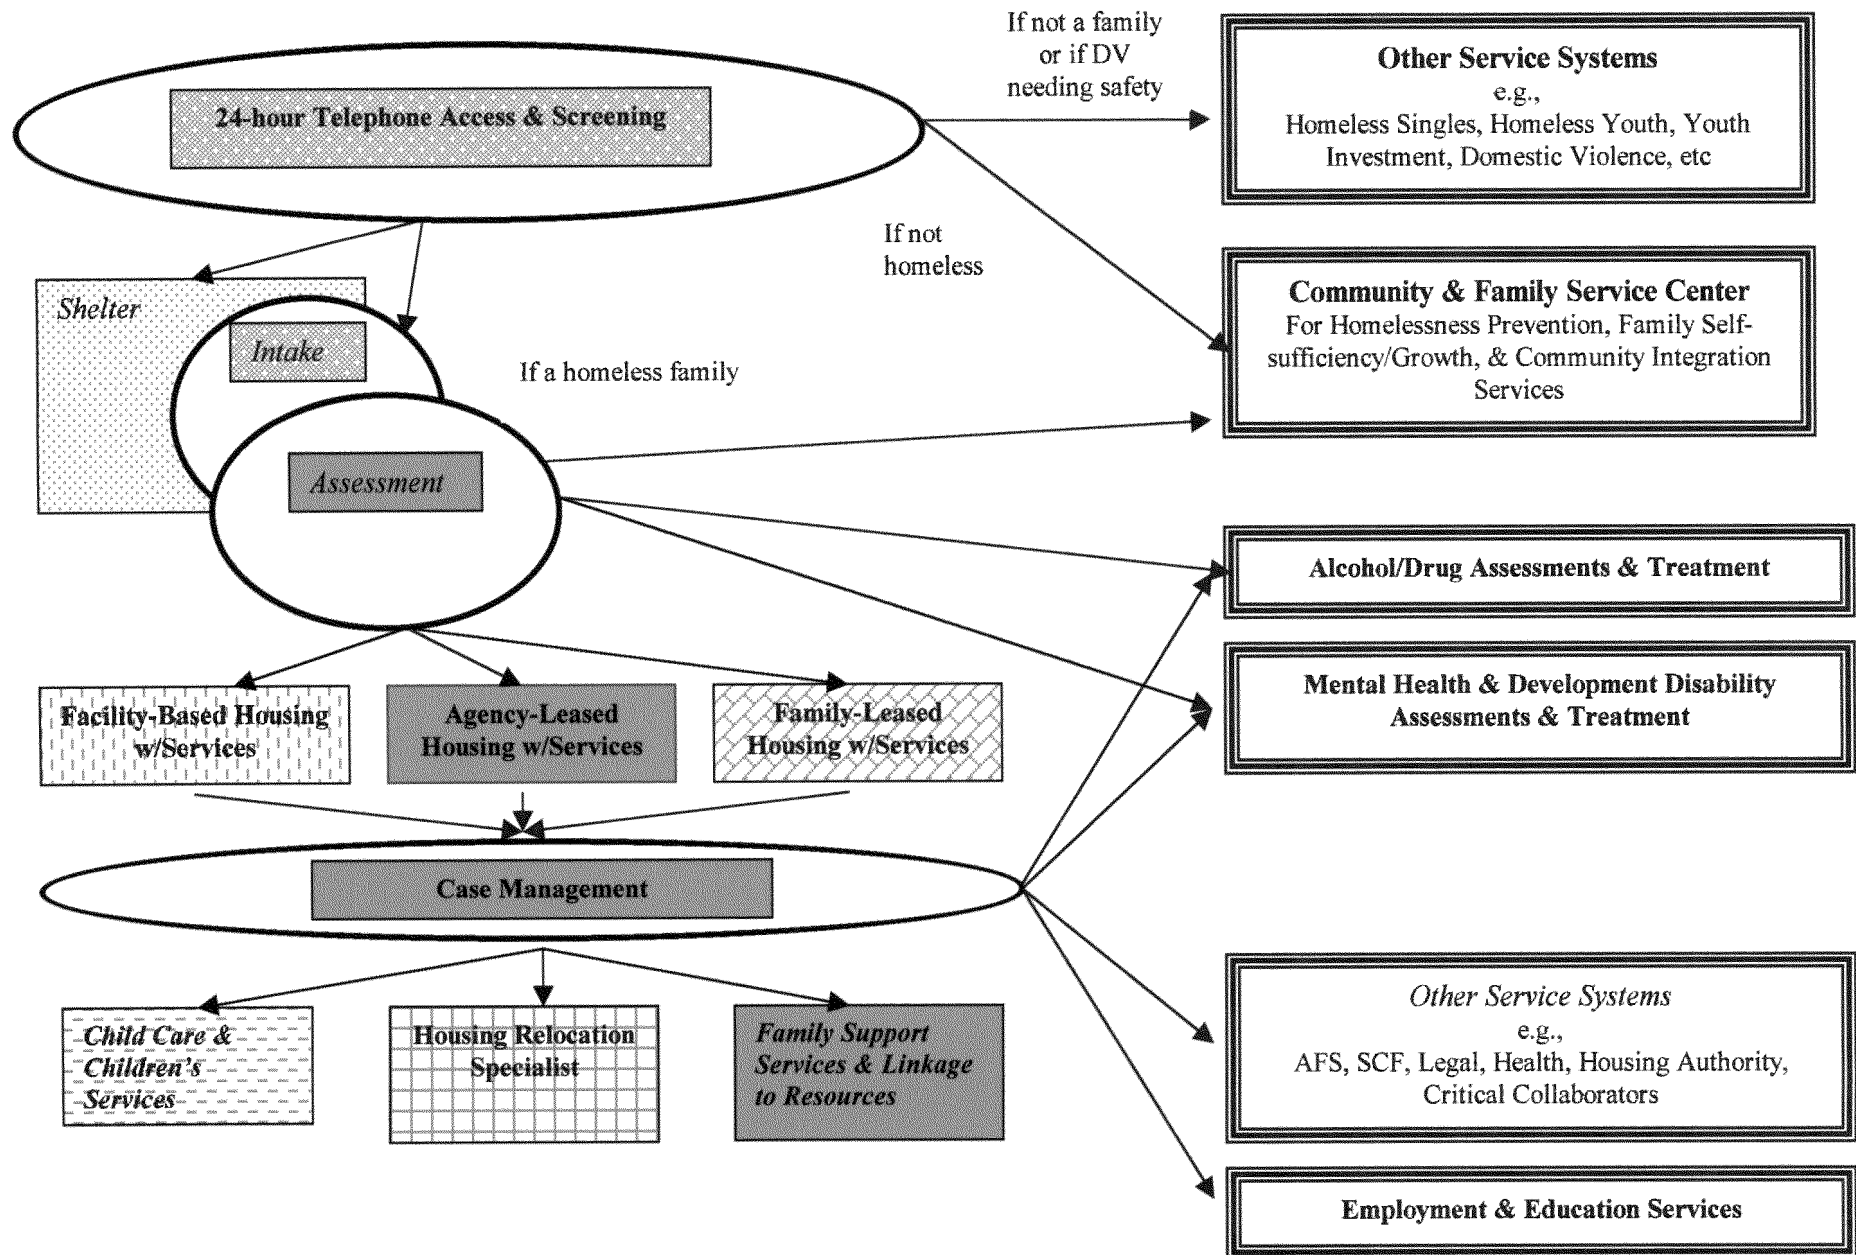 If not a family
or if DV
needing safety
Other Service Systems
e.g.,
Homeless Singles, Homeless Youth, Youth
Investment, Domestic Violence, etc
24-hour Telephone Access & Screening
If not
homeless
Community & Family Service Center
For Homelessness Prevention, Family Self-
sufficiency/Growth, & Community Integration
Services
Shelter
Intake
If a homeless family
Assessment
Alcohol/Drug Assessments & Treatment
Mental Health & Development Disability
Assessments & Treatment
Facility-Based Housing
w/Services
Agency-Leased
Housing w/Services
Family-Leased
Housing w/Services
Case Management
Child Care &
Children's
Services
Housing Relocation
Specialist
Family Support
Services & Linkage
to Resources
Other Service Systems
e.g.,
AFS, SCF, Legal, Health, Housing Authority,
Critical Collaborators
Employment & Education Services